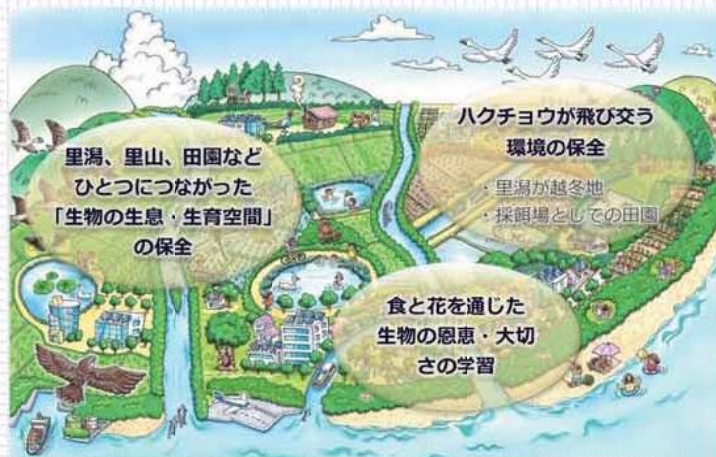 里潟、里山、田園など
ひとつにつながった
「生物の生息・生育空間」
の保全
ハクチョウが飛び交う
環境の保全
・里潟が越冬地
・採餌場としての田園
食と花を通じた
生物の恩恵・大切
さの学習